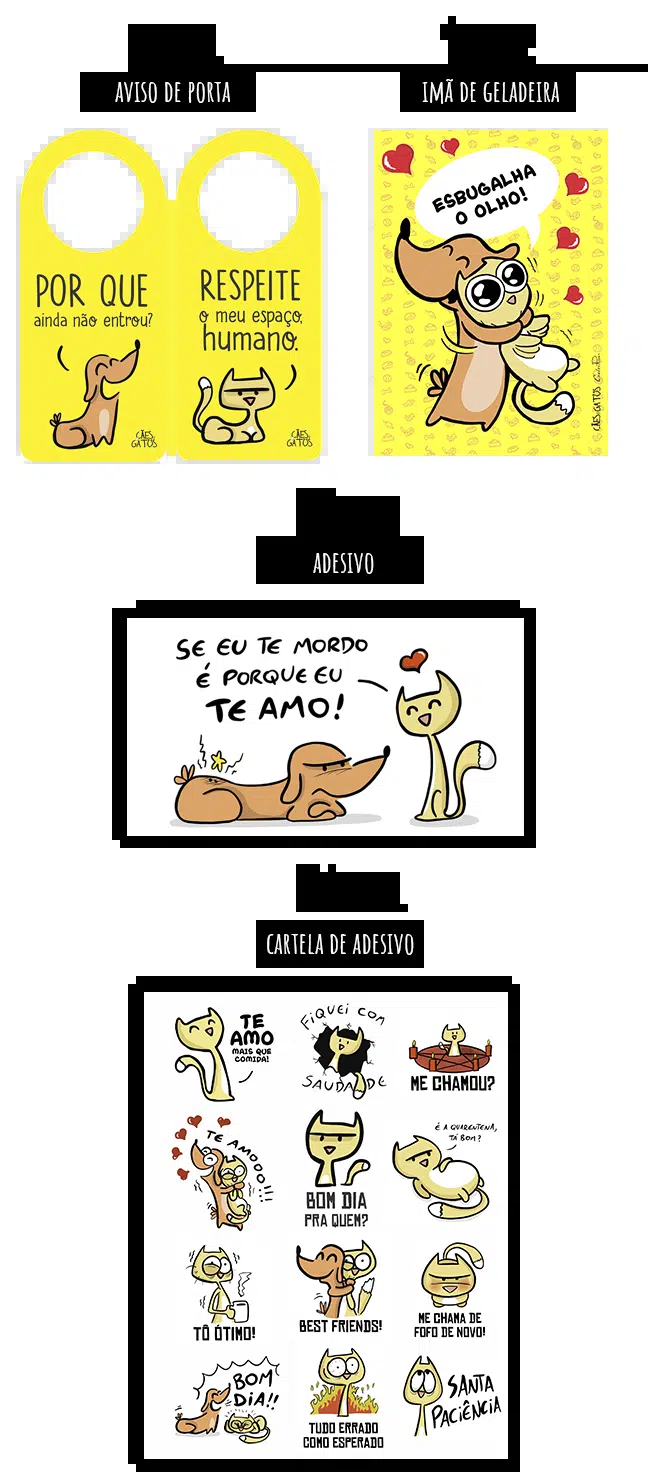 AVISO DE PORTA
IMÃ DE GELADEIRA
POR QUE
ainda não entrou?
CÃES
GATOS
RESPEITE
o meu espaço,
humano.
CÃES
GATOS
ESBUGALHA
O OLHO!
CÃES GATOS
ADESIVO
SE EU TE MORDO
É PORQUE EU
TE AMO!
CARTELA DE ADESIVO
TE
AMO
MAIS QUE
COMIDA!
FIQUEI COM
SAUDADE
ME CHAMOU?
TE AMOOO!!!
BOM DIA
PRA QUEM?
É A QUARENTENA,
TÁ BOM?
TÔ ÓTIMO!
BEST FRIENDS!
ME CHAMA DE
FOFO DE NOVO!
BOM
DIA!!
TUDO ERRADO
COMO ESPERADO
SANTA
PACIÊNCIA